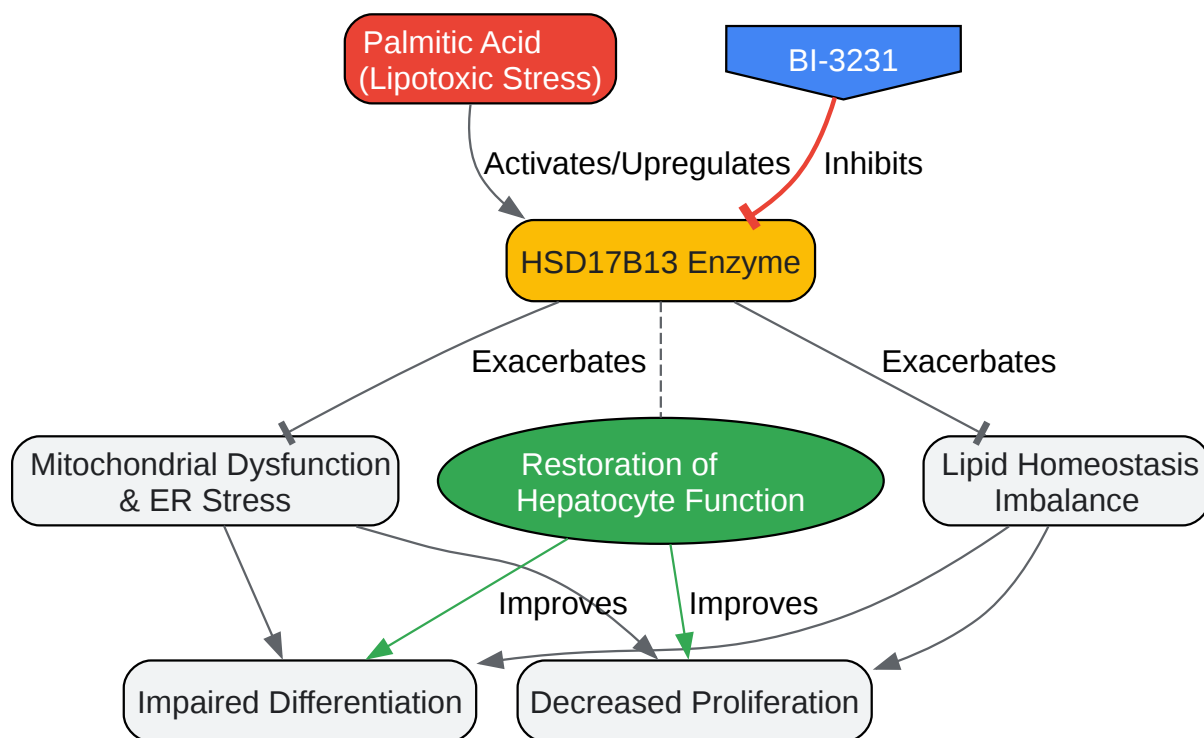 Palmitic Acid
(Lipotoxic Stress)
BI-3231
Activates/Upregulates
Inhibits
HSD17B13 Enzyme
Exacerbates
Exacerbates
Mitochondrial Dysfunction
& ER Stress
Restoration of
Hepatocyte Function
Lipid Homeostasis
Imbalance
Improves
Improves
Impaired Differentiation
Decreased Proliferation